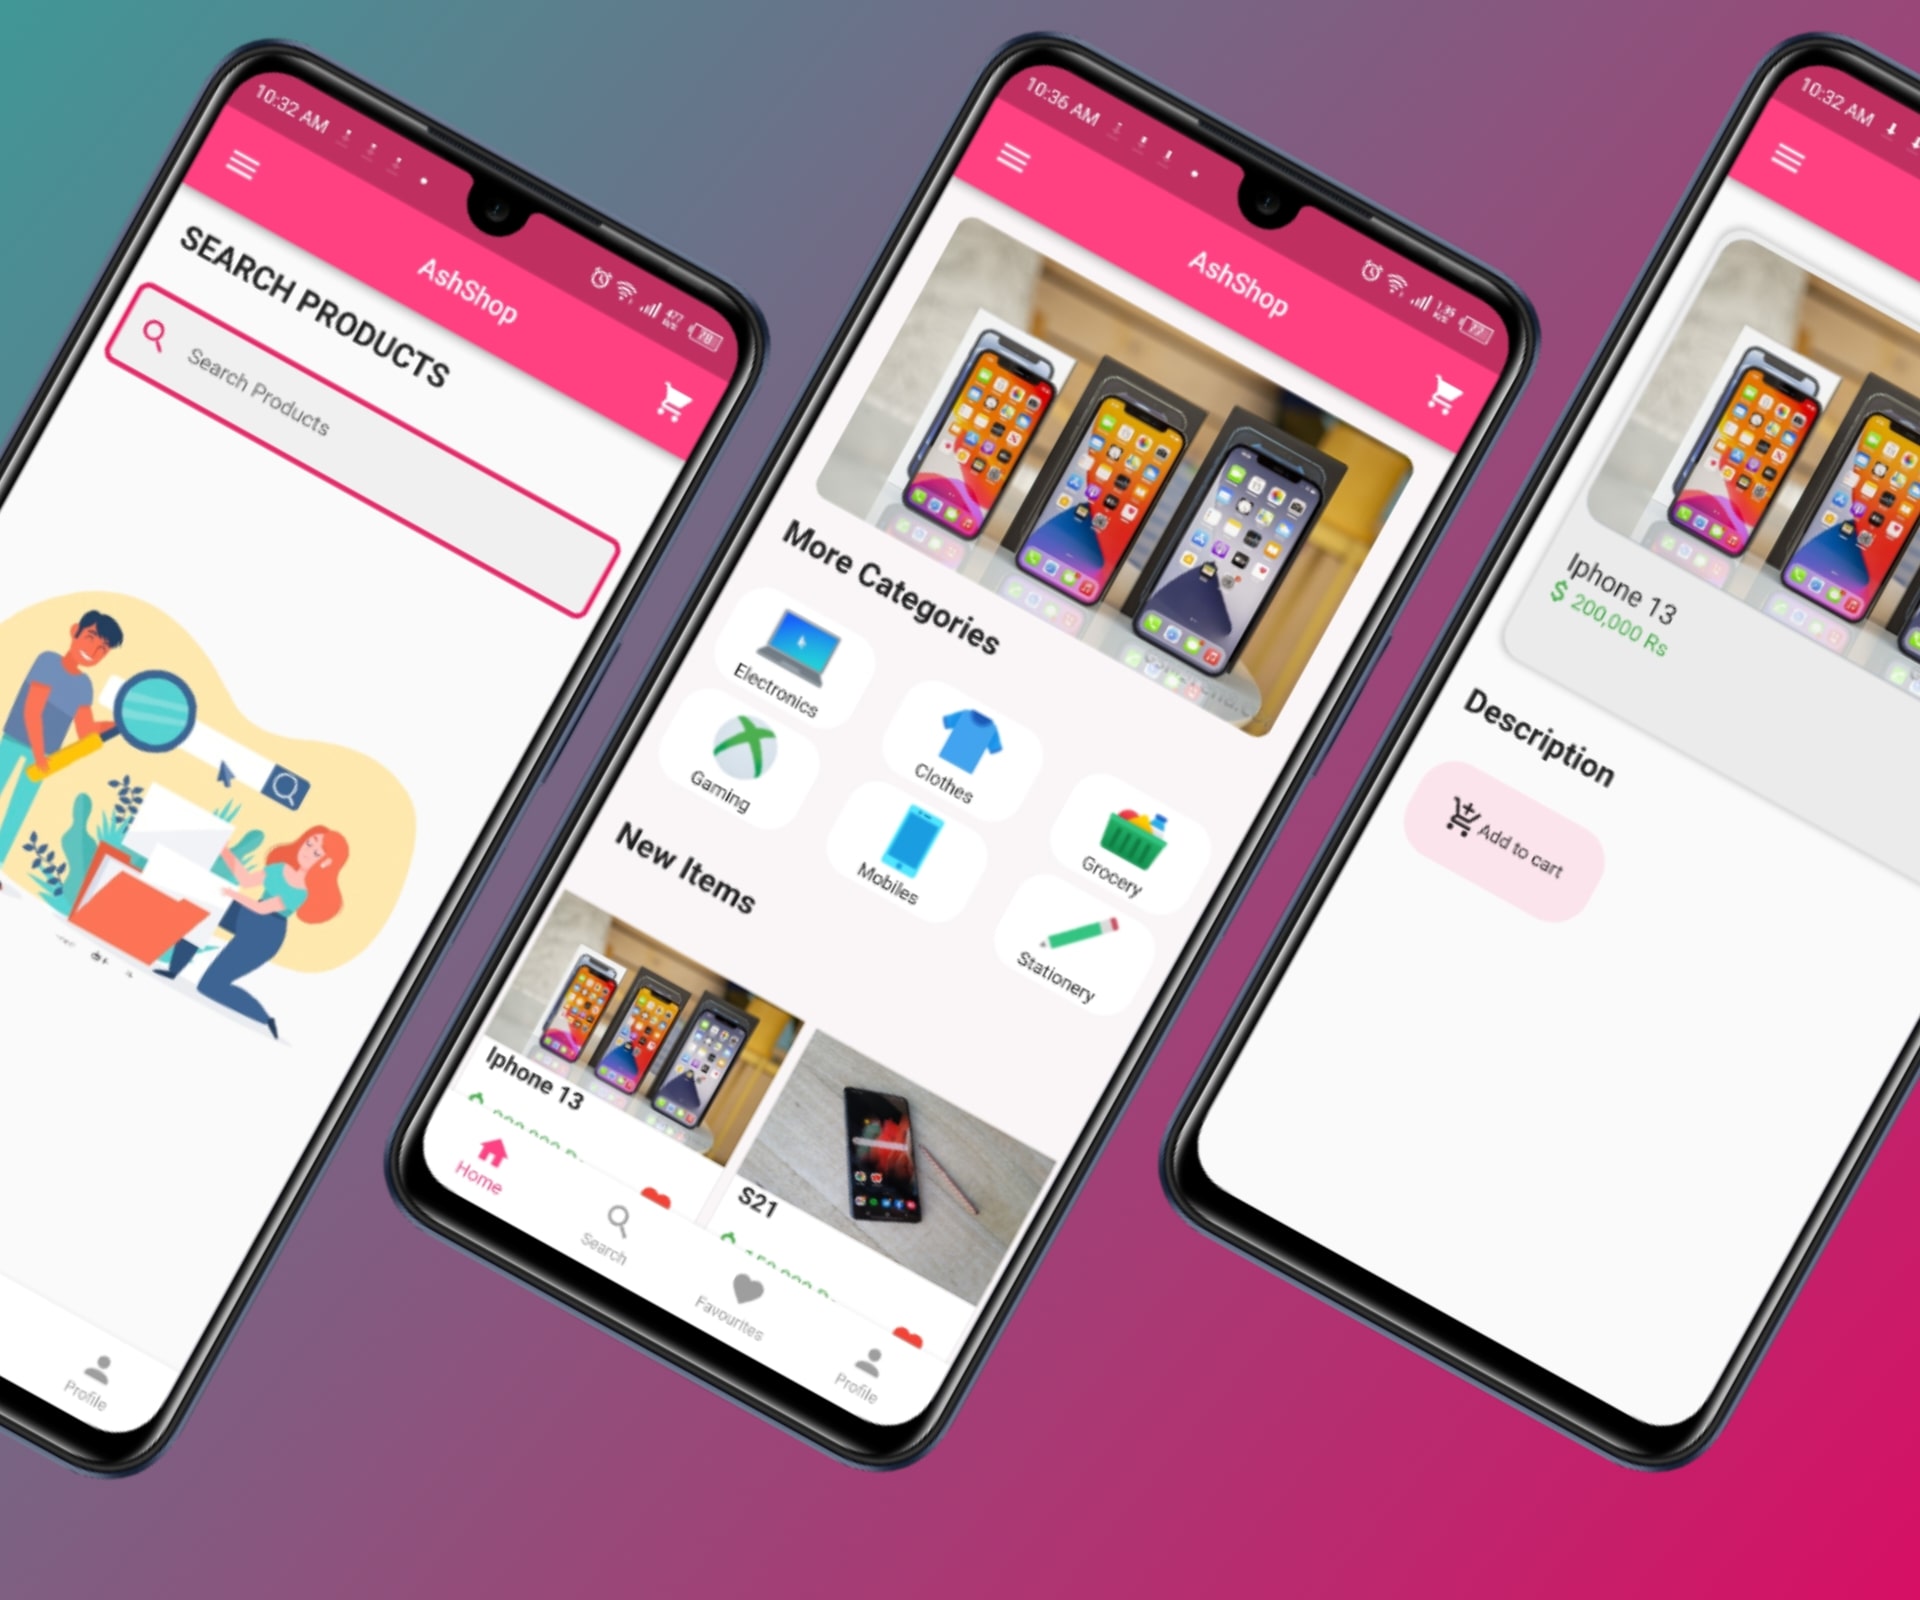 10:32 AM
AshShop
SEARCH PRODUCTS
Search Products
Profile
10:36 AM
AshShop
More Categories
Electronics
Clothes
Grocery
Gaming
Mobiles
Stationery
New Items
Iphone 13
S21
Home
Search
Favourites
Profile
10:32 AM
Iphone 13
$ 200,000 Rs
Description
Add to cart